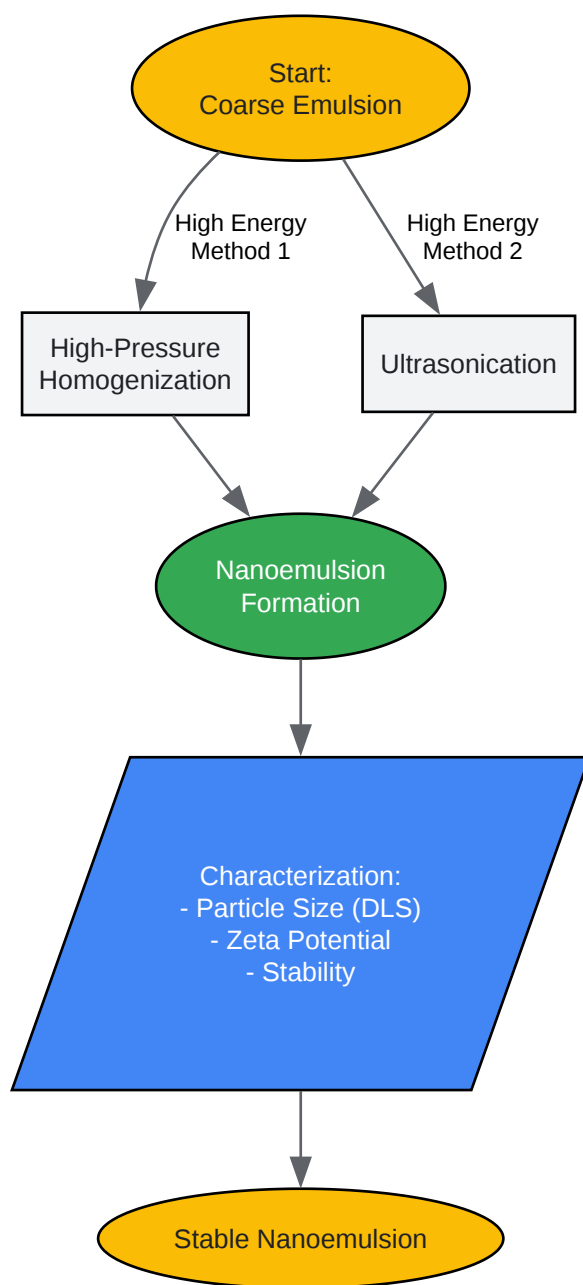 Start:
Coarse Emulsion
High Energy
Method 1
High Energy
Method 2
High-Pressure
Homogenization
Ultrasonication
Nanoemulsion
Formation
Characterization:
- Particle Size (DLS)
- Zeta Potential
- Stability
Stable Nanoemulsion